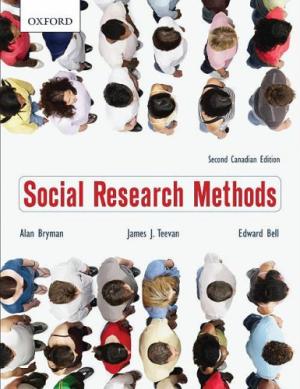 OXFORD
Second Canadian Edition
Social Research Methods
Alan Bryman James J. Teevan Edward Bell